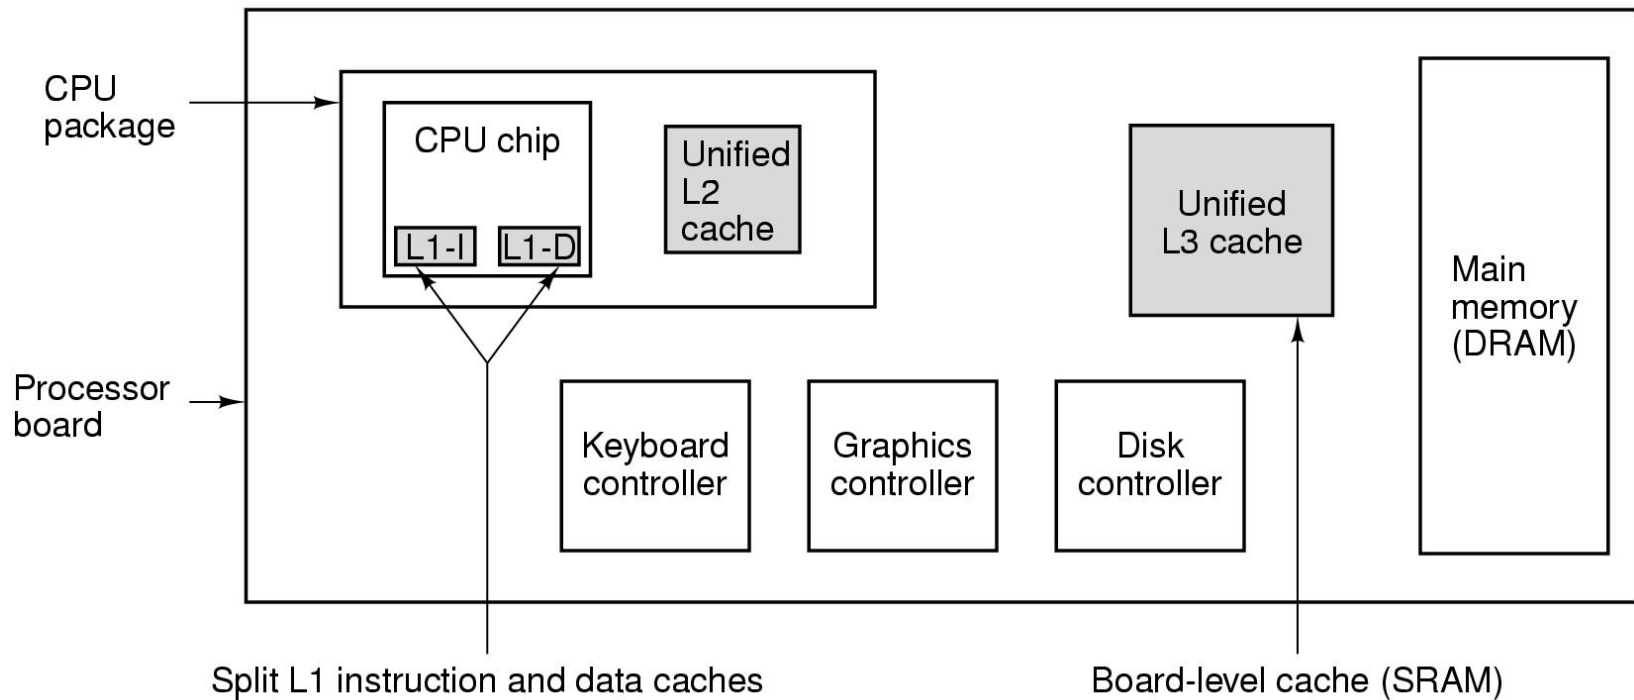 CPU
package
CPU chip
L1-I
L1-D
Unified
L2
cache
Unified
L3 cache
Main
memory
(DRAM)
Processor
board
Keyboard
controller
Graphics
controller
Disk
controller
Split L1 instruction and data caches
Board-level cache (SRAM)